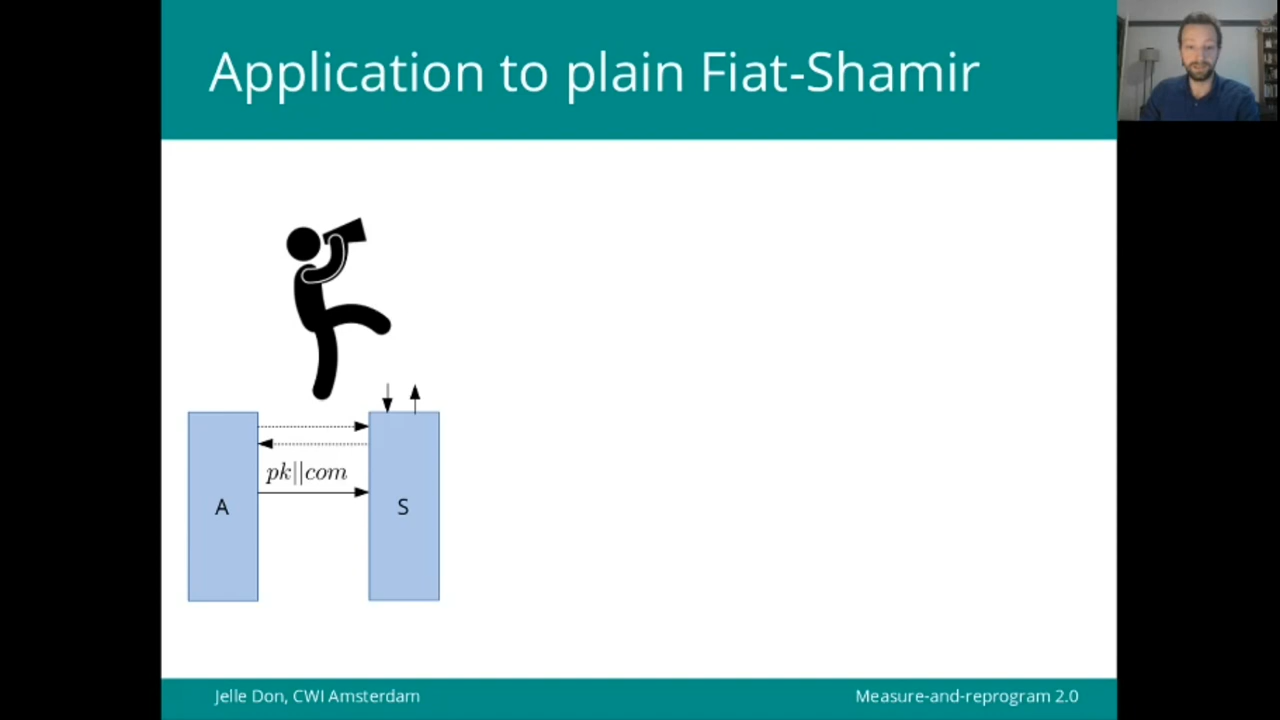 Application to plain Fiat-Shamir
pk||com
A
S
Jelle Don, CWI Amsterdam
Measure-and-reprogram 2.0